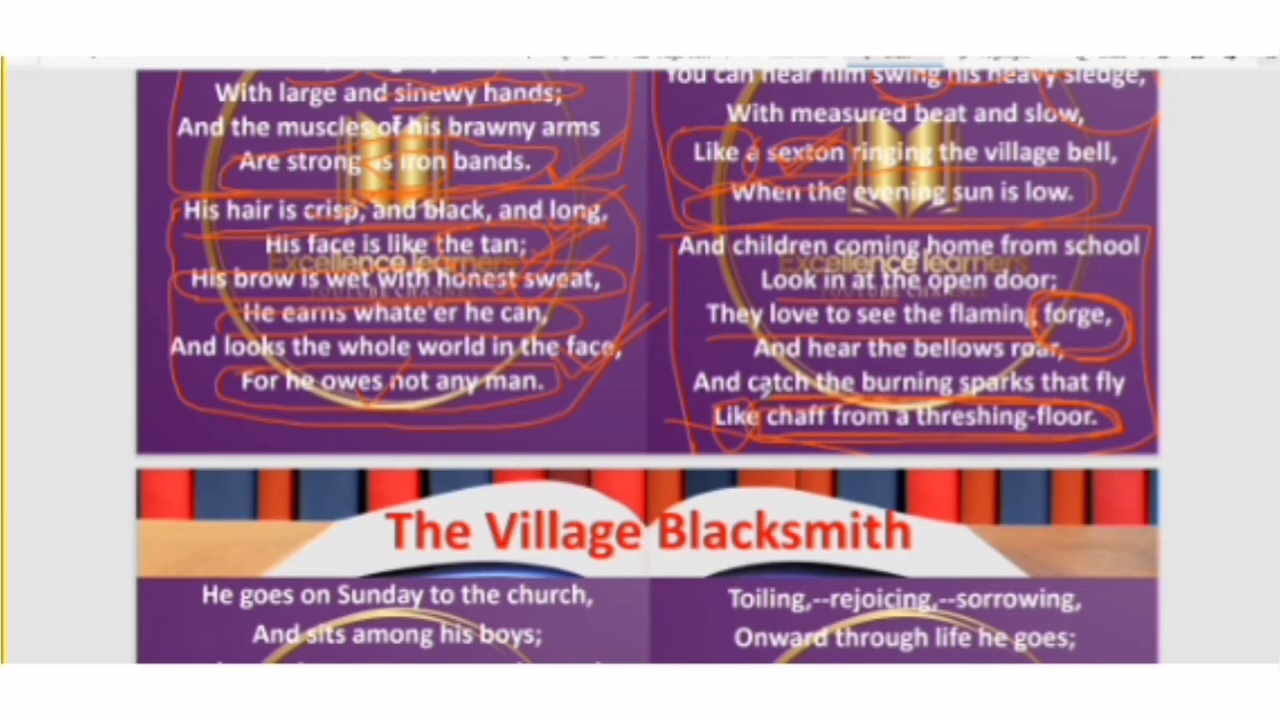 With large and sinewy hands;
And the muscles of his brawny arms
Are strong as iron bands.
His hair is crisp, and black, and long,
His face is like the tan;
His brow is wet with honest sweat,
He earns whate'er he can,
And looks the whole world in the face,
For he owes not any man.
You can hear him swing his heavy sledge,
With measured beat and slow,
Like a sexton ringing the village bell,
When the evening sun is low.
And children coming home from school
Look in at the open door;
They love to see the flaming forge,
And hear the bellows roar,
And catch the burning sparks that fly
Like chaff from a threshing-floor.
Excellence learners
Excellence learners
The Village Blacksmith
He goes on Sunday to the church,
And sits among his boys;
Toiling,--rejoicing,--sorrowing,
Onward through life he goes;